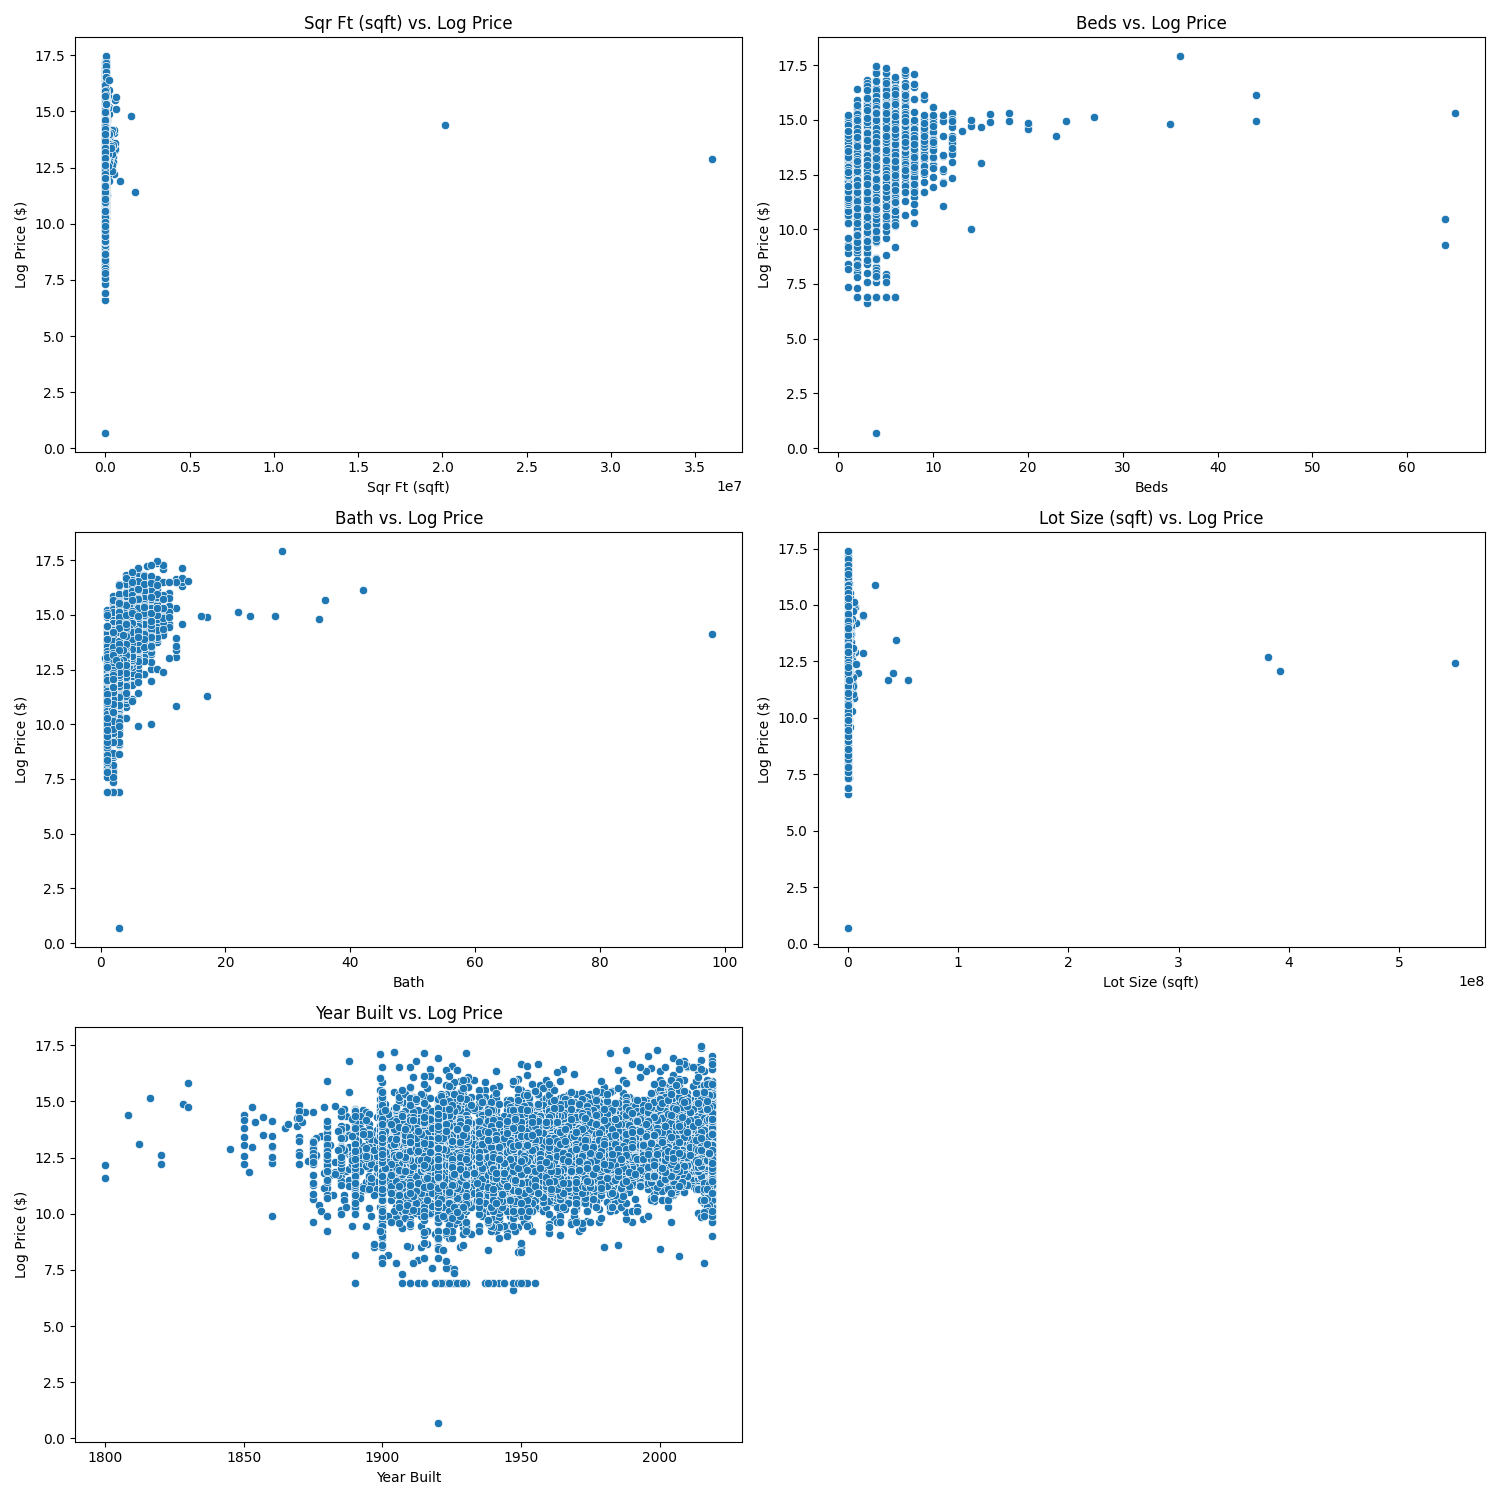 Sqr Ft (sqft) vs. Log Price
17.5
15.0
12.5
10.0
7.5
5.0
2.5
0.0
Log Price ($)
0.0 0.5 1.0 1.5 2.0 2.5 3.0 3.5
1e7
Sqr Ft (sqft)
Beds vs. Log Price
17.5
15.0
12.5
10.0
7.5
5.0
2.5
0.0
Log Price ($)
0 10 20 30 40 50 60
Beds
Bath vs. Log Price
17.5
15.0
12.5
10.0
7.5
5.0
2.5
0.0
Log Price ($)
0 20 40 60 80 100
Bath
Lot Size (sqft) vs. Log Price
17.5
15.0
12.5
10.0
7.5
5.0
2.5
0.0
Log Price ($)
0 1 2 3 4 5
1e8
Lot Size (sqft)
Year Built vs. Log Price
17.5
15.0
12.5
10.0
7.5
5.0
2.5
0.0
Log Price ($)
1800 1850 1900 1950 2000
Year Built